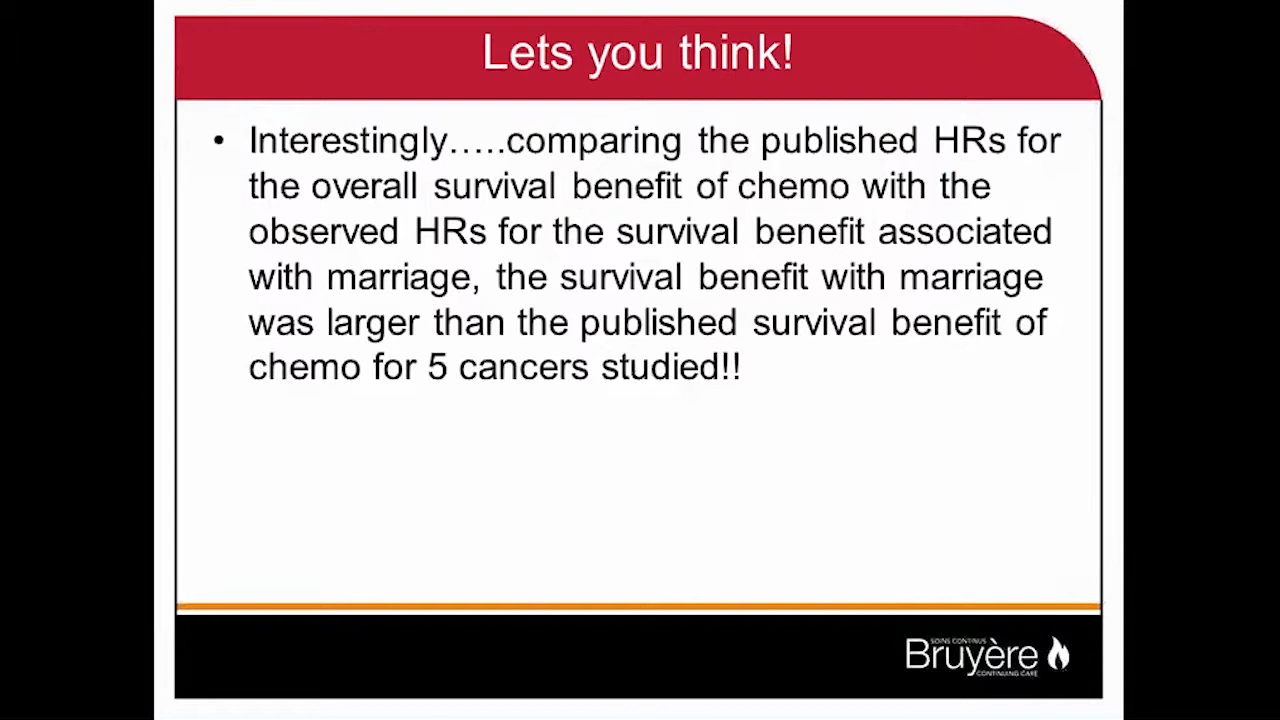 Lets you think!
• Interestingly.....comparing the published HRs for
the overall survival benefit of chemo with the
observed HRs for the survival benefit associated
with marriage, the survival benefit with marriage
was larger than the published survival benefit of
chemo for 5 cancers studied!!
SOINS CONTINUS
Bruyère
CONTINUING CARE